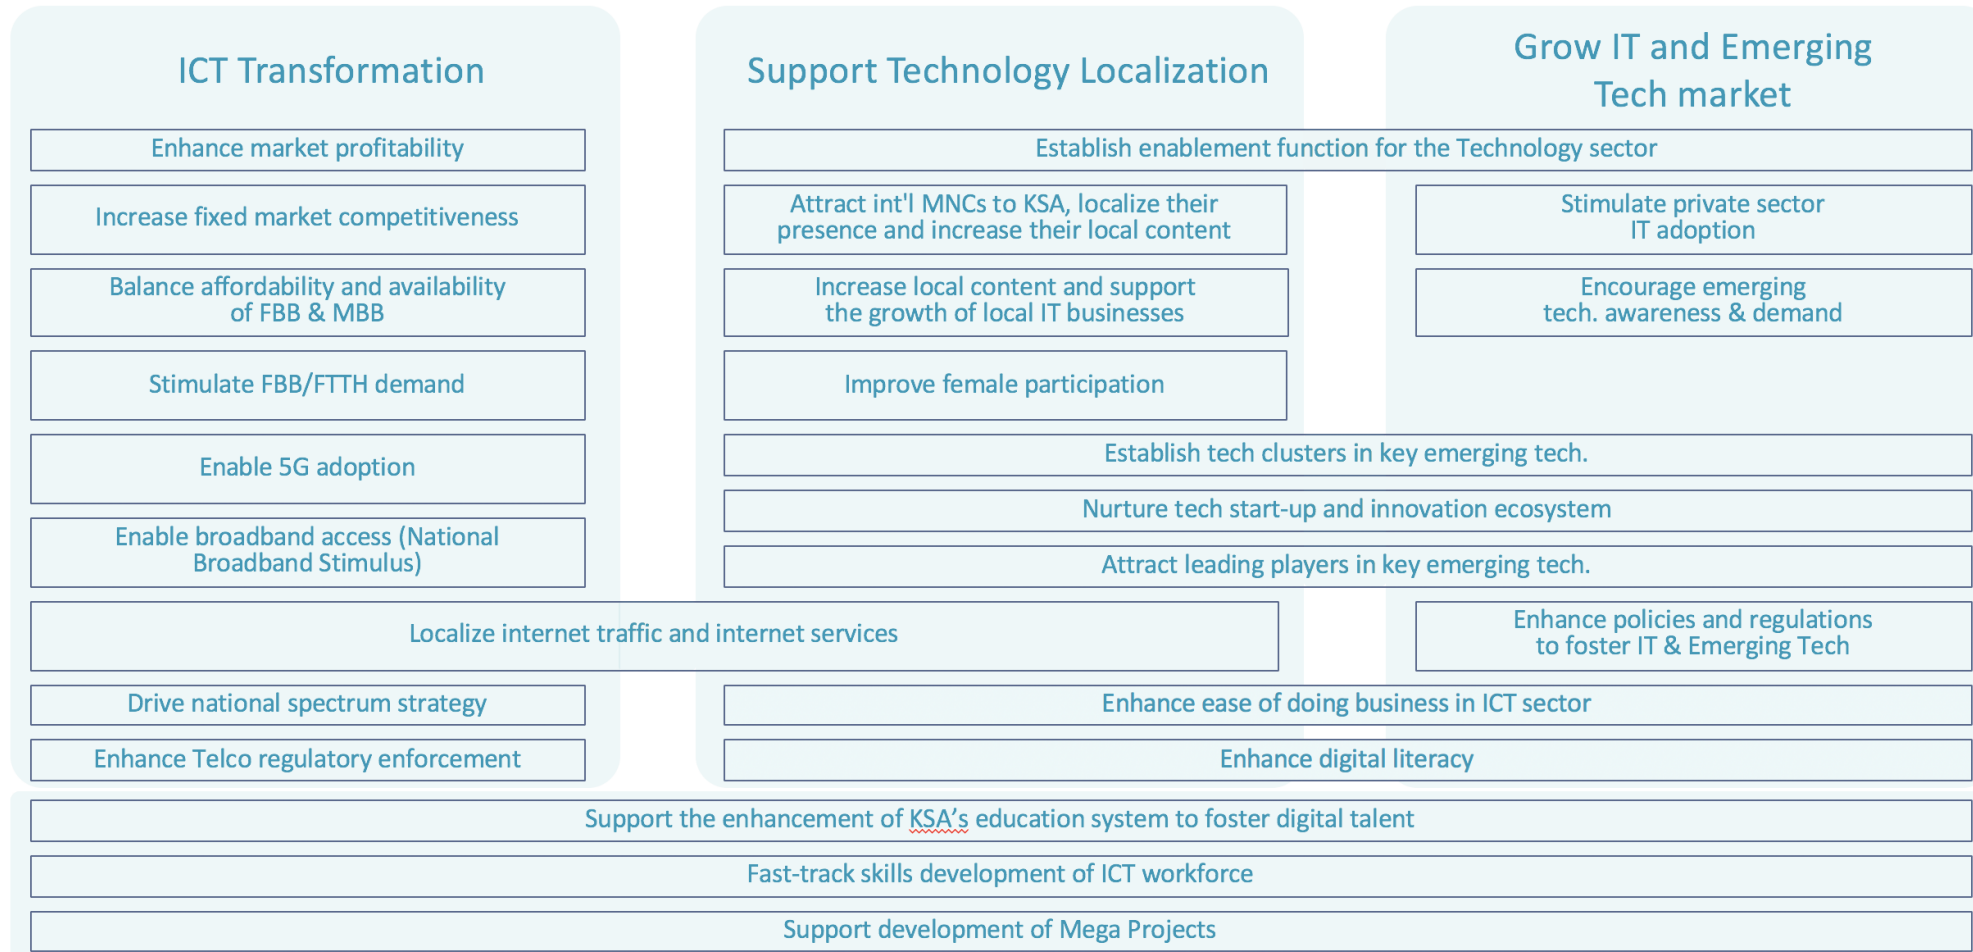 ICT Transformation
Support Technology Localization
Grow IT and Emerging
Tech market
Enhance market profitability
Establish enablement function for the Technology sector
Increase fixed market competitiveness
Attract int'l MNCs to KSA, localize their
presence and increase their local content
Stimulate private sector
IT adoption
Balance affordability and availability
of FBB & MBB
Increase local content and support
the growth of local IT businesses
Encourage emerging
tech. awareness & demand
Stimulate FBB/FTTH demand
Improve female participation
Enable 5G adoption
Establish tech clusters in key emerging tech.
Nurture tech start-up and innovation ecosystem
Enable broadband access (National
Broadband Stimulus)
Attract leading players in key emerging tech.
Localize internet traffic and internet services
Enhance policies and regulations
to foster IT & Emerging Tech
Drive national spectrum strategy
Enhance ease of doing business in ICT sector
Enhance Telco regulatory enforcement
Enhance digital literacy
Support the enhancement of KSA’s education system to foster digital talent
Fast-track skills development of ICT workforce
Support development of Mega Projects